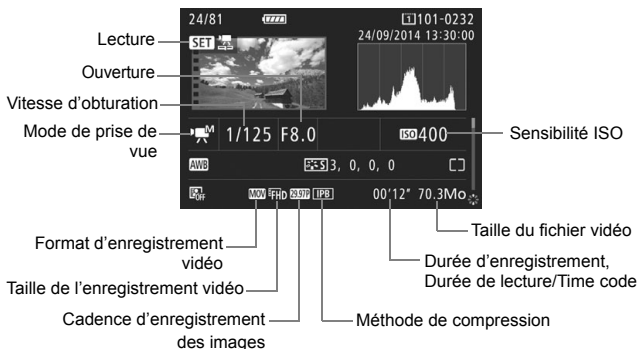 24/81 1 101-0232
24/09/2014 13:30:00
Lecture
SET
Ouverture
Vitesse d'obturation
Mode de prise de
vue
M 1/125 F8.0 ISO 400
Sensibilité ISO
AWB S 3, 0, 0, 0
OFF MOV FHD 29.97P IPB 00'12" 70.3Mo
Format d'enregistrement
vidéo
Taille du fichier vidéo
Durée d'enregistrement,
Durée de lecture/Time code
Taille de l'enregistrement vidéo
Cadence d'enregistrement
des images
Méthode de compression